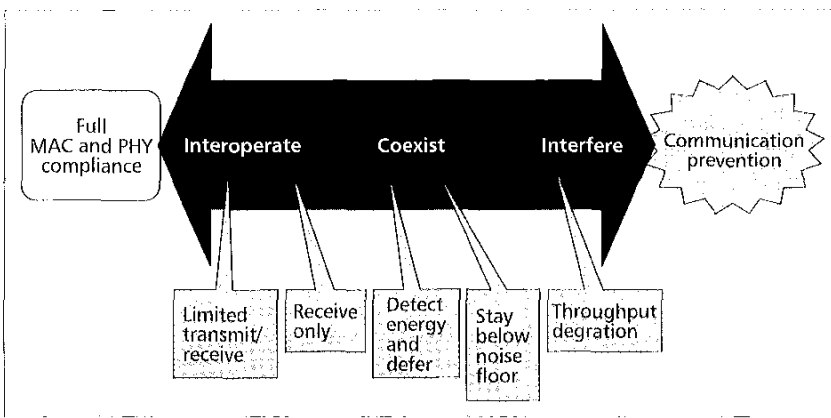 Full
MAC and PHY
compliance
Interoperate
Coexist
Interfere
Communication
prevention
Limited
transmit/
receive
Receive
only
Detect
energy
and
defer
Stay
below
noise
floor
Throughput
degration